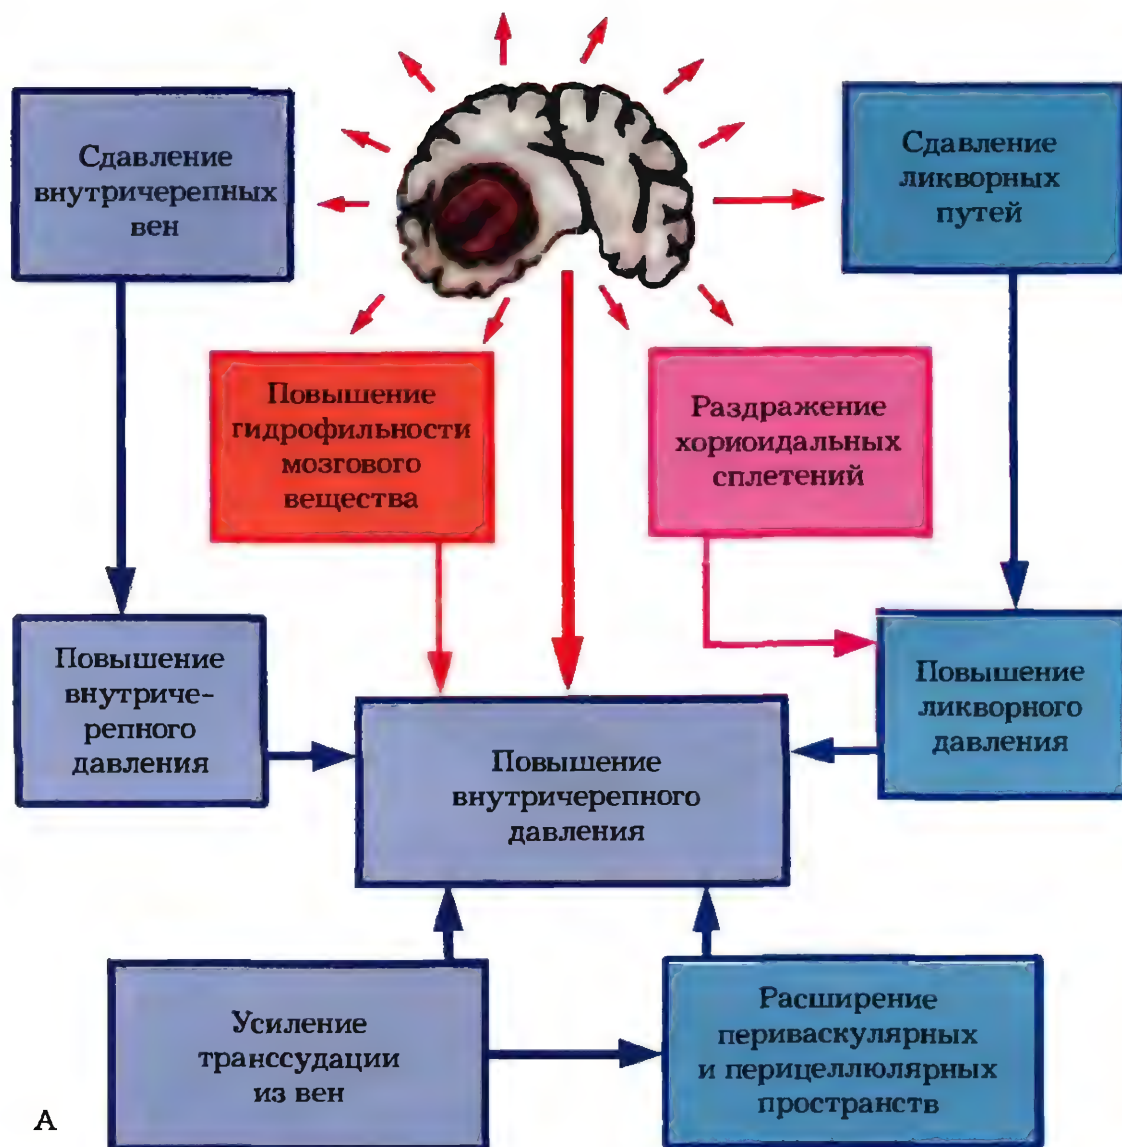 Сдавление
внутричерепных
вен
Сдавление
ликворных
путей
Повышение
гидрофильности
мозгового
вещества
Раздражение
хориоидальных
сплетений
Повышение
внутриче-
репного
давления
Повышение
внутричерепного
давления
Повышение
ликворного
давления
Усиление
транссудации
из вен
Расширение
периваскулярных
и перицеллюлярных
пространств
А